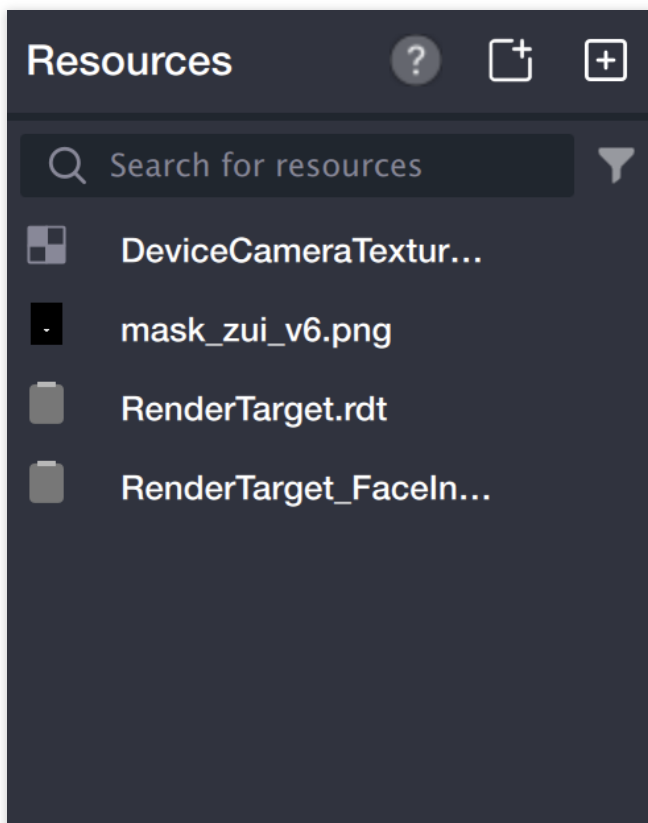 Resources
Search for resources
DeviceCameraTextur...
mask_zui_v6.png
RenderTarget.rdt
RenderTarget_FaceIn...